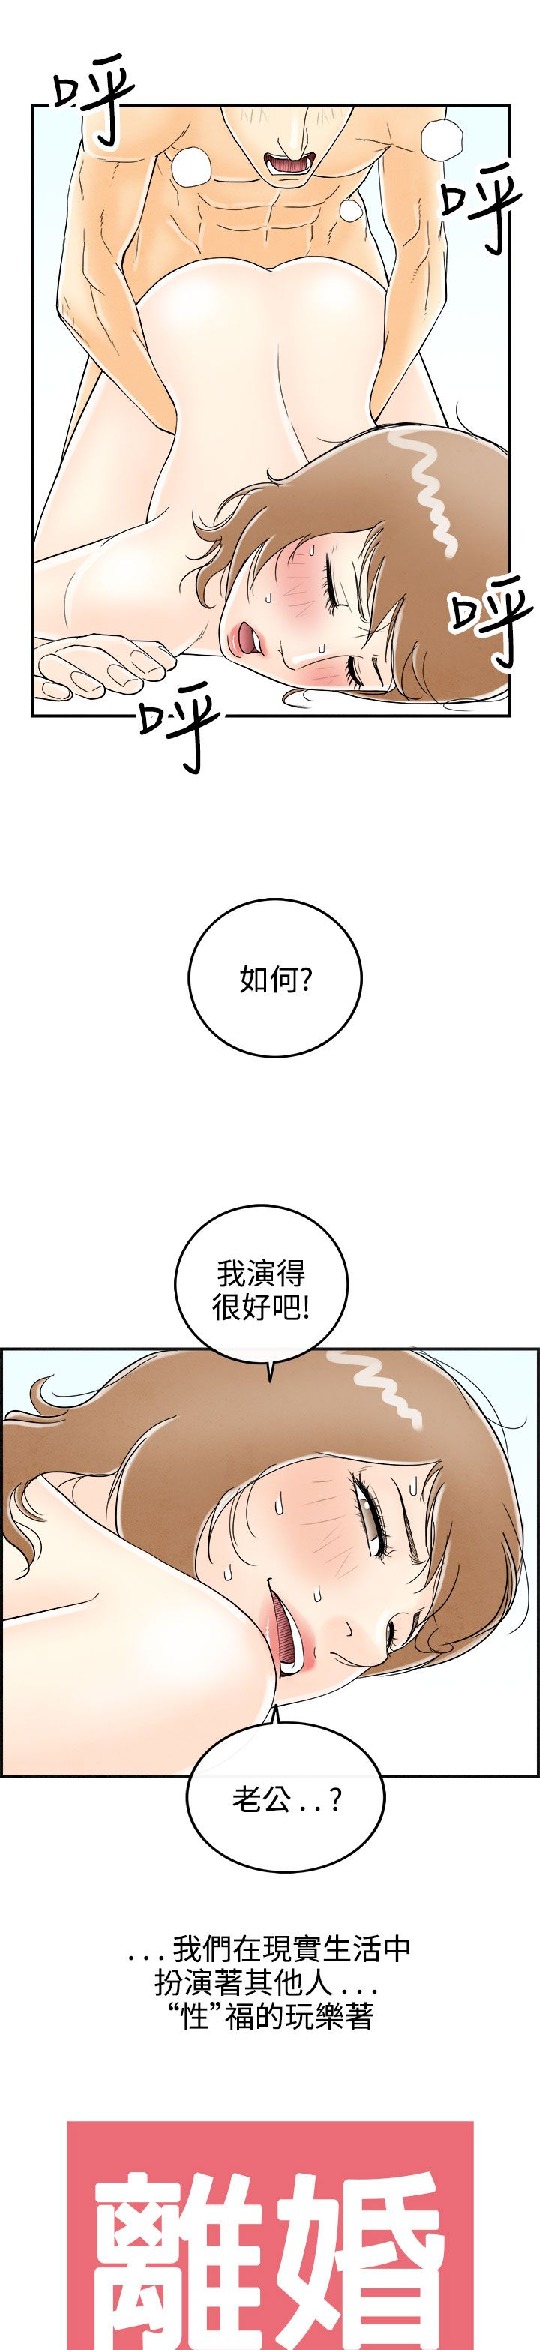 呼
呼
呼
呼
如何?
我演得
很好吧!
老公..?
...我們在現實生活中
扮演著其他人...
“性”福的玩樂著
離婚